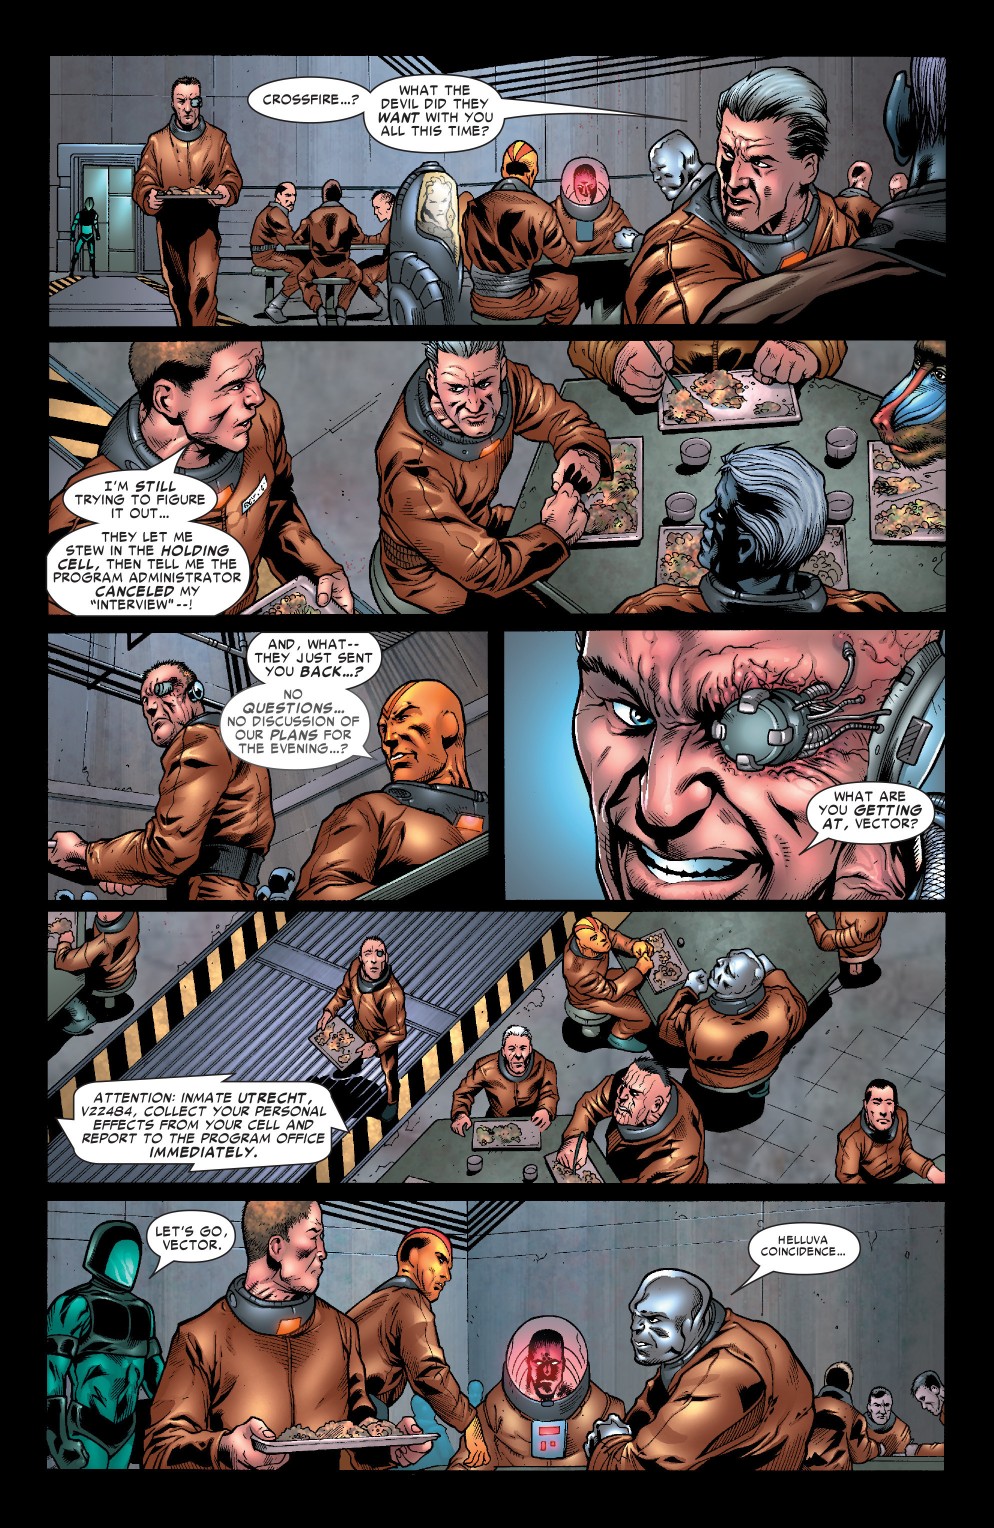 CROSSFIRE...?
WHAT THE
DEVIL DID THEY
WANT WITH YOU
ALL THIS TIME?
I'M STILL
TRYING TO FIGURE
IT OUT...
THEY LET ME
STEW IN THE HOLDING
CELL, THEN TELL ME THE
PROGRAM ADMINISTRATOR
CANCELED MY
"INTERVIEW"--!
AND, WHAT--
THEY JUST SENT
YOU BACK...?
NO
QUESTIONS...
NO DISCUSSION OF
OUR PLANS FOR
THE EVENING...?
WHAT ARE
YOU GETTING
AT, VECTOR?
ATTENTION: INMATE UTRECHT,
V22484, COLLECT YOUR PERSONAL
EFFECTS FROM YOUR CELL AND
REPORT TO THE PROGRAM OFFICE
IMMEDIATELY.
LET'S GO,
VECTOR.
HELLUVA
COINCIDENCE...